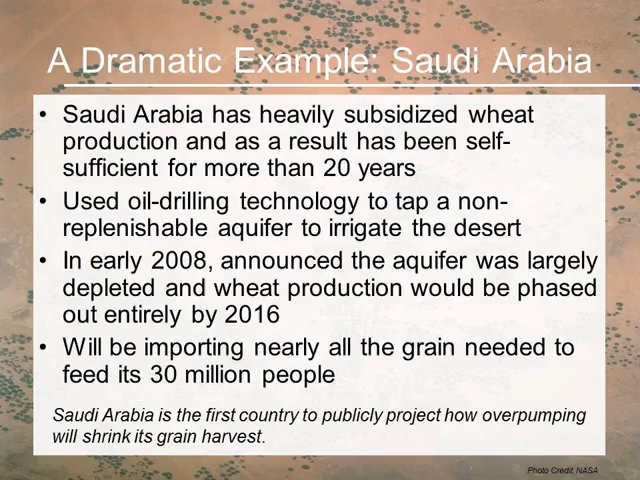 A Dramatic Example: Saudi Arabia
• Saudi Arabia has heavily subsidized wheat
production and as a result has been self-
sufficient for more than 20 years
• Used oil-drilling technology to tap a non-
replenishable aquifer to irrigate the desert
• In early 2008, announced the aquifer was largely
depleted and wheat production would be phased
out entirely by 2016
• Will be importing nearly all the grain needed to
feed its 30 million people
Saudi Arabia is the first country to publicly project how overpumping
will shrink its grain harvest.
Photo Credit: NASA